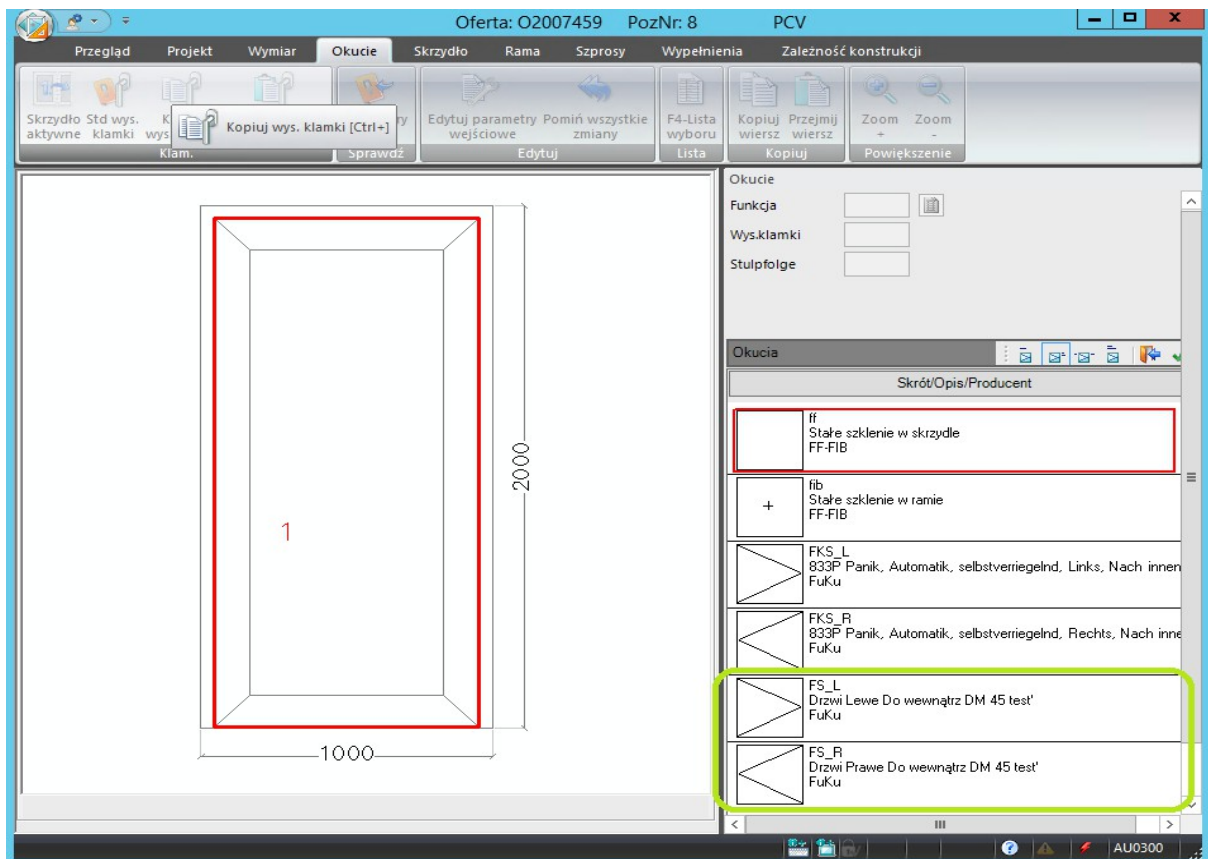 Oferta: O2007459 PozNr: 8 PCV
Przegląd Projekt Wymiar Okucie Skrzydło Rama Szprosy Wypełnienia Zależność konstrukcji
Skrzydło Std wys. Edytuj parametry Pomiń wszystkie F4-Lista Kopiuj Przejmij Zoom Zoom
aktywne klamki wejściowe zmiany wyboru wiersz wiersz + -
Kopiuj wys. klamki [Ctrl+]
Klam. Sprawdź Edytuj Lista Kopiuj Powiększenie
Okucie
Funkcja
Wys.klamki
Stulpfolge
2000
1
1000
Okucia
Skrót/Opis/Producent
ff
Stałe szklenie w skrzydle
FF-FIB
fib
Stałe szklenie w ramie
FF-FIB
FKS_L
833P Panik, Automatik, selbstverriegelnd, Links, Nach innen
FuKu
FKS_R
833P Panik, Automatik, selbstverriegelnd, Rechts, Nach inne
FuKu
FS_L
Drzwi Lewe Do wewnątrz DM 45 test'
FuKu
FS_R
Drzwi Prawe Do wewnątrz DM 45 test'
FuKu
AU0300